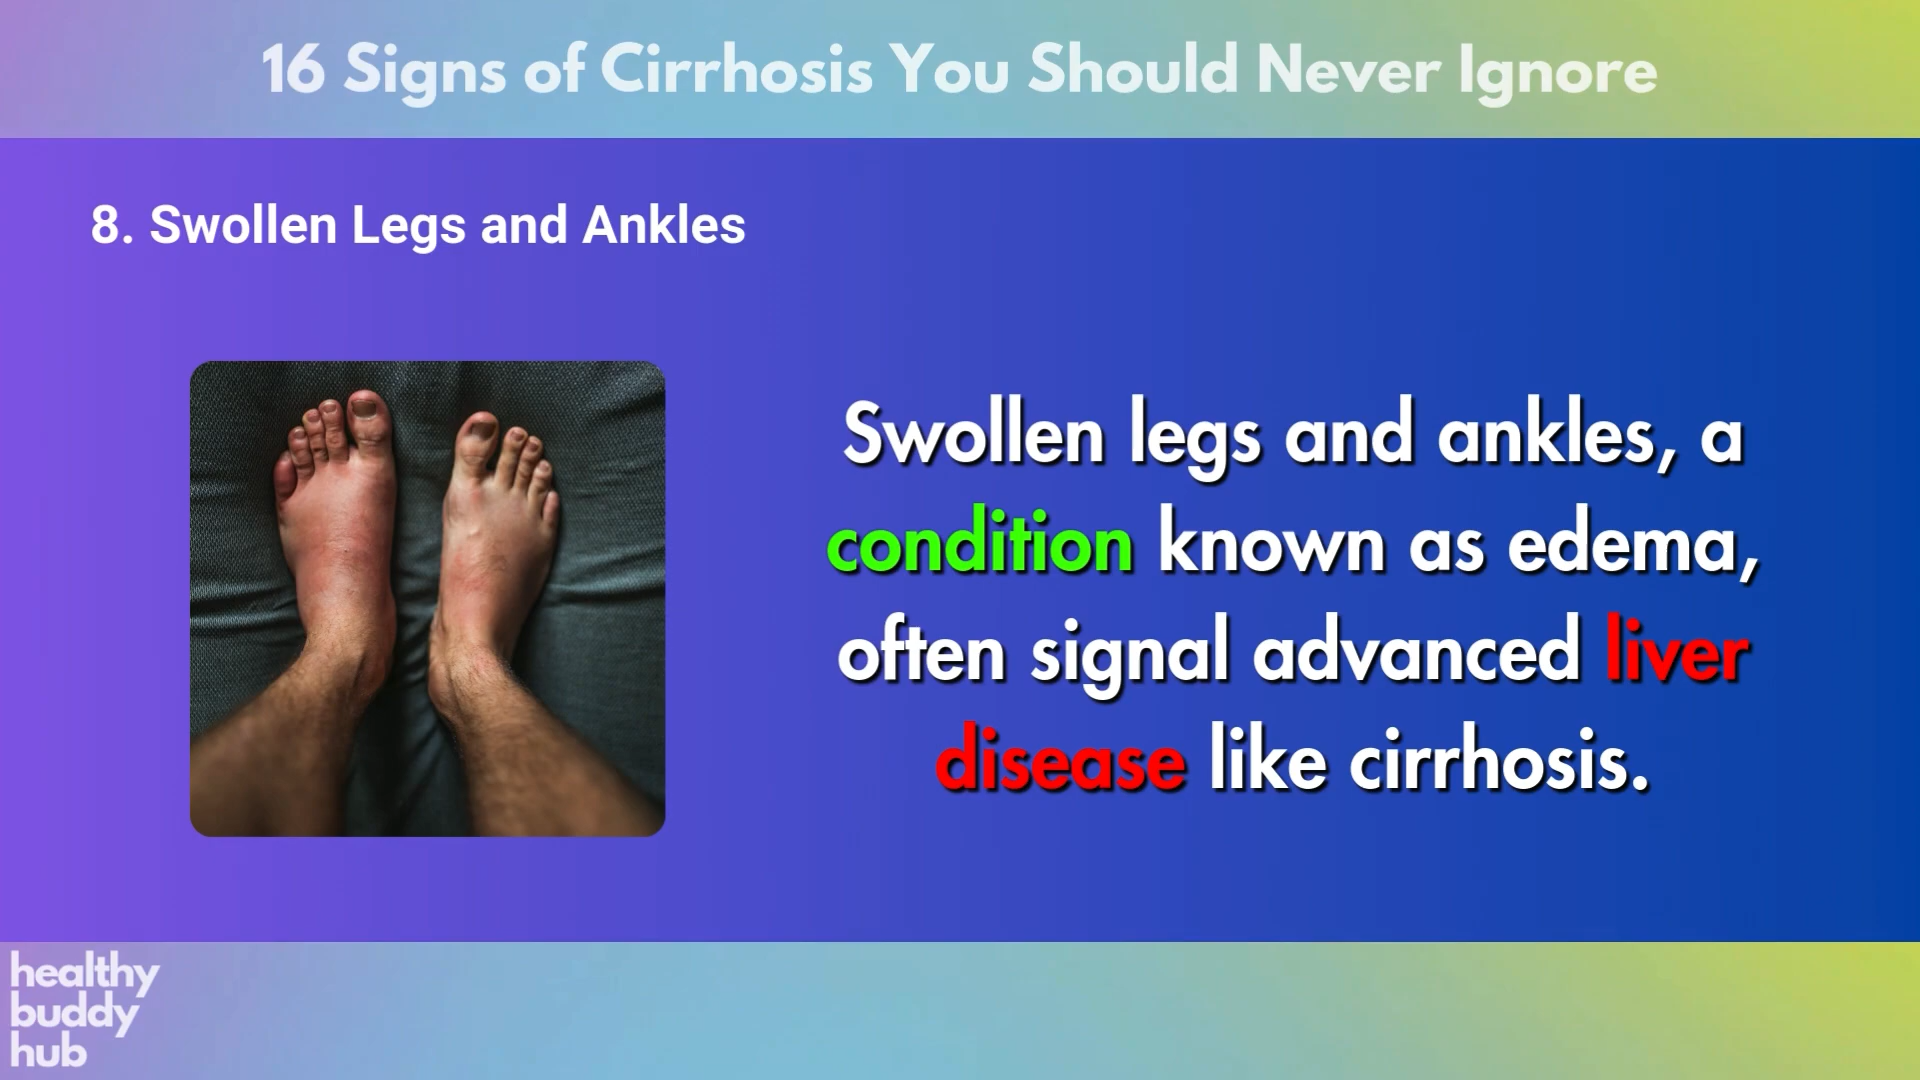 16 Signs of Cirrhosis You Should Never Ignore
8. Swollen Legs and Ankles
Swollen legs and ankles, a
condition known as edema,
often signal advanced liver
disease like cirrhosis.
healthy
buddy
hub